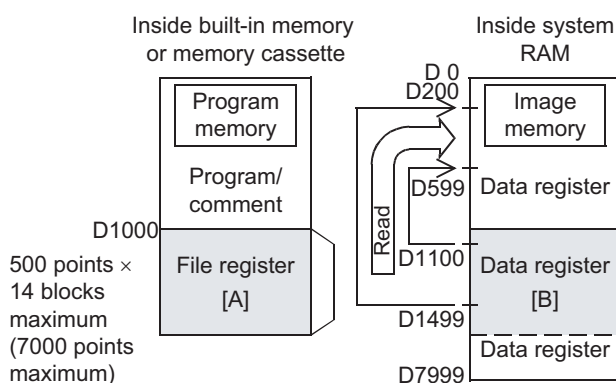 Inside built-in memory
or memory cassette
Program
memory
Program/
comment
D1000
File register
[A]
500 points ×
14 blocks
maximum
(7000 points
maximum)
Inside system
RAM
D 0
D200
Image
memory
D599
Data register
Read
D1100
Data register
[B]
D1499
Data register
D7999